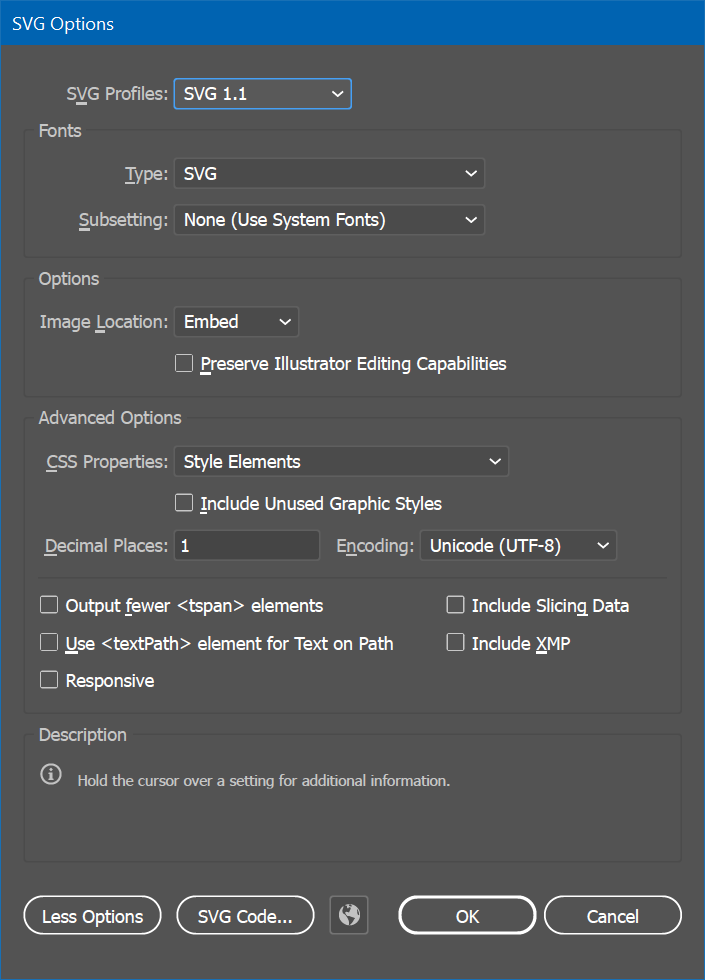 SVG Options
SVG Profiles: SVG 1.1
Fonts
Type: SVG
Subsetting: None (Use System Fonts)
Options
Image Location: Embed
Preserve Illustrator Editing Capabilities
Advanced Options
CSS Properties: Style Elements
Include Unused Graphic Styles
Decimal Places: 1 Encoding: Unicode (UTF-8)
Output fewer <tspan> elements Include Slicing Data
Use <textPath> element for Text on Path Include XMP
Responsive
Description
Hold the cursor over a setting for additional information.
Less Options SVG Code... OK Cancel